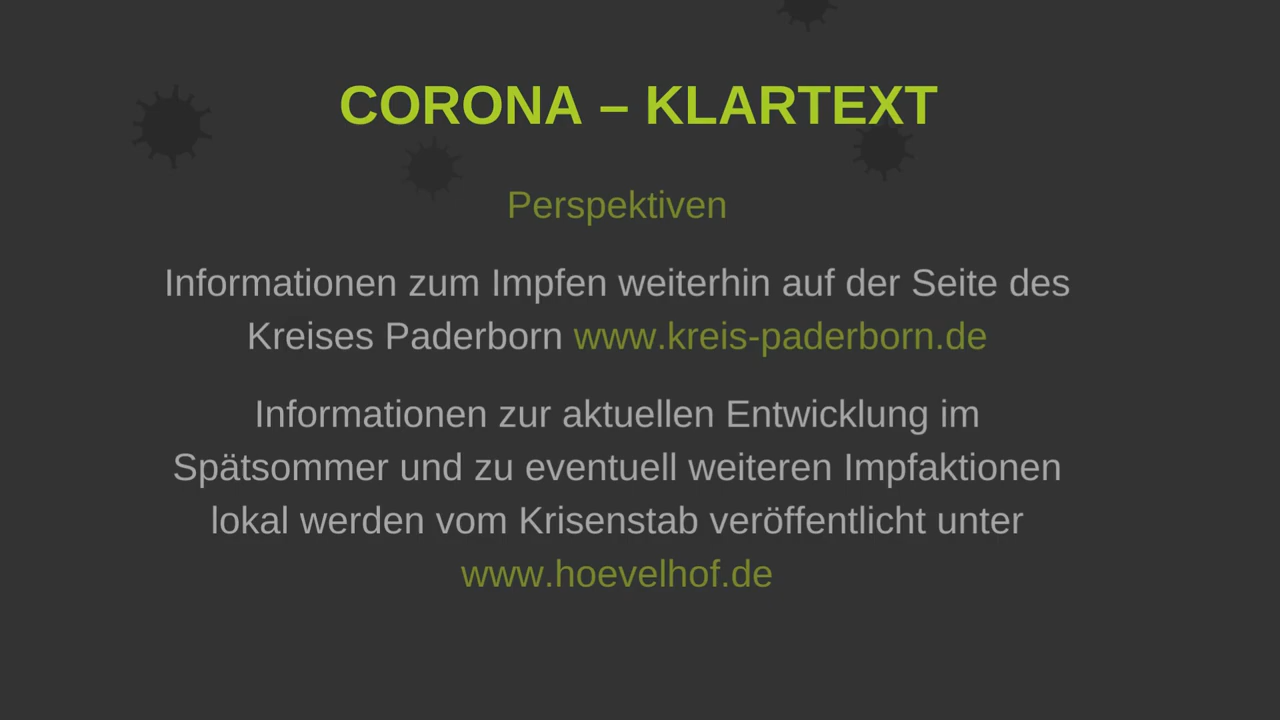 CORONA – KLARTEXT
Perspektiven
Informationen zum Impfen weiterhin auf der Seite des
Kreises Paderborn www.kreis-paderborn.de
Informationen zur aktuellen Entwicklung im
Spätsommer und zu eventuell weiteren Impfaktionen
lokal werden vom Krisenstab veröffentlicht unter
www.hoevelhof.de